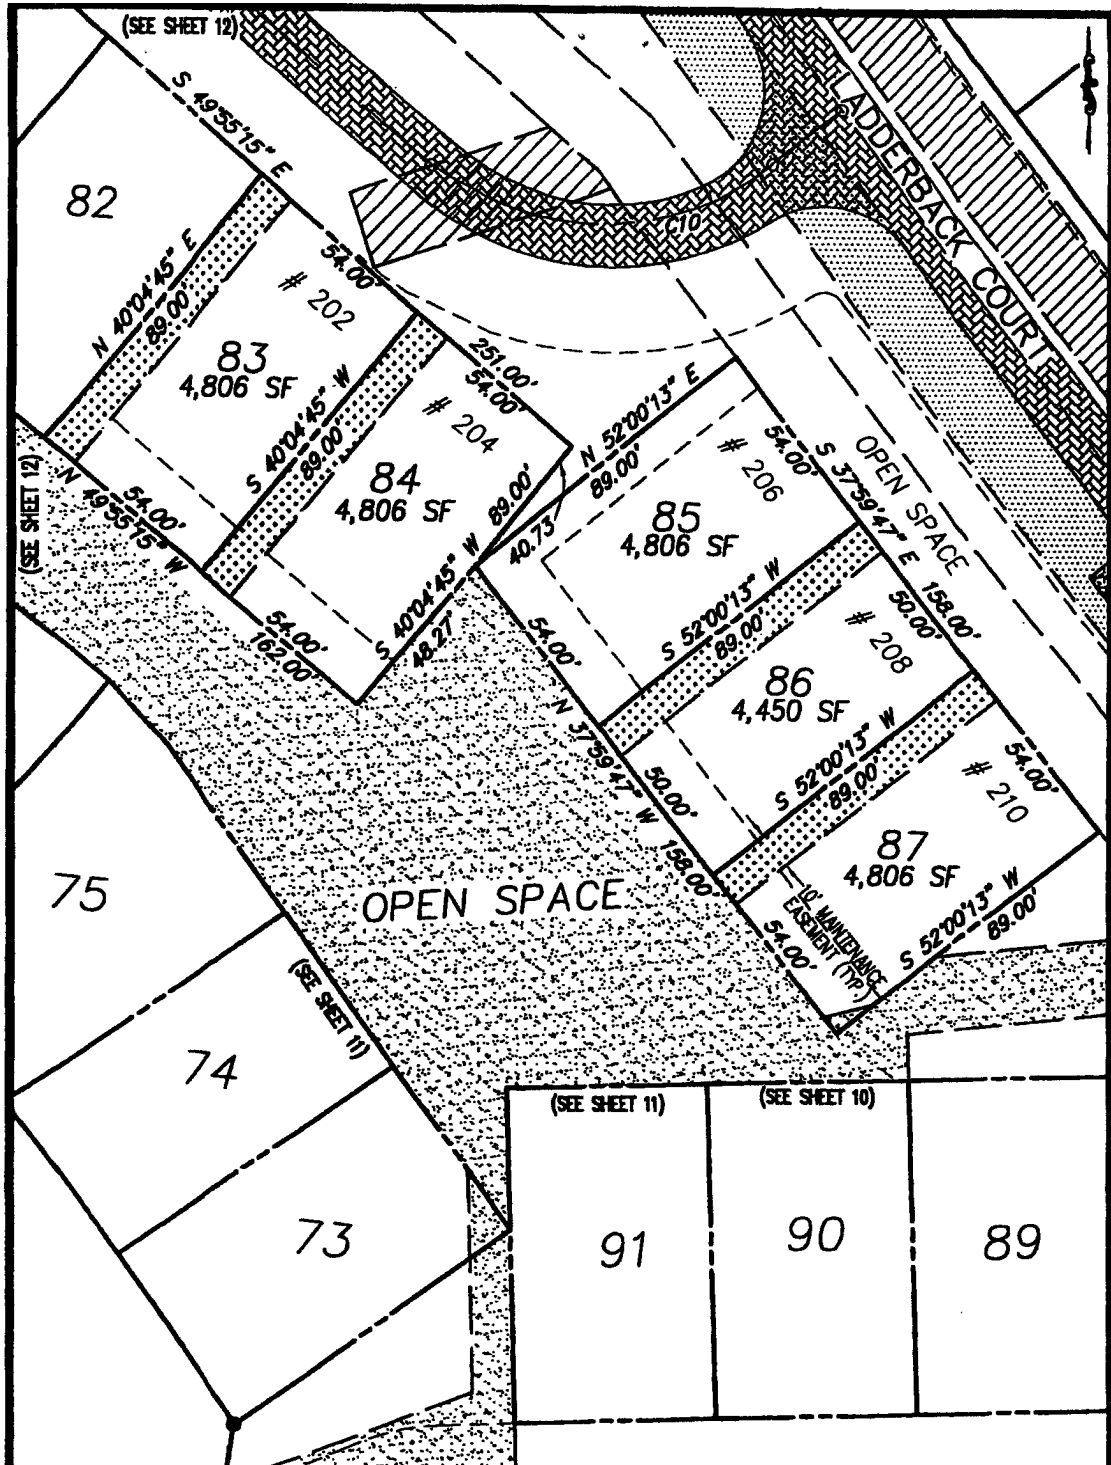 (SEE SHEET 12)
S 49°55'15" E
LADDERBACK COURT
82
C10
N 40°04'45" E
89.00'
54.00'
# 202
83
4,806 SF
251.00'
54.00'
S 40°04'45" W
89.00'
# 204
N 52°00'13" E
89.00'
84
4,806 SF
89.00'
40.73'
S 40°04'45" W
48.27'
(SEE SHEET 12)
54.00'
N 49°55'15" W
54.00'
162.00'
54.00'
S 37°59'47" E
158.00'
OPEN SPACE
# 206
85
4,806 SF
S 52°00'13" W
89.00'
50.00'
# 208
54.00'
N 37°59'47" W
158.00'
86
4,450 SF
50.00'
S 52°00'13" W
89.00'
54.00'
# 210
87
4,806 SF
10' MAINTENANCE
EASEMENT (TYP.)
54.00'
S 52°00'13" W
89.00'
75
OPEN SPACE
(SEE SHEET 11)
74
(SEE SHEET 11)
(SEE SHEET 10)
73
91
90
89